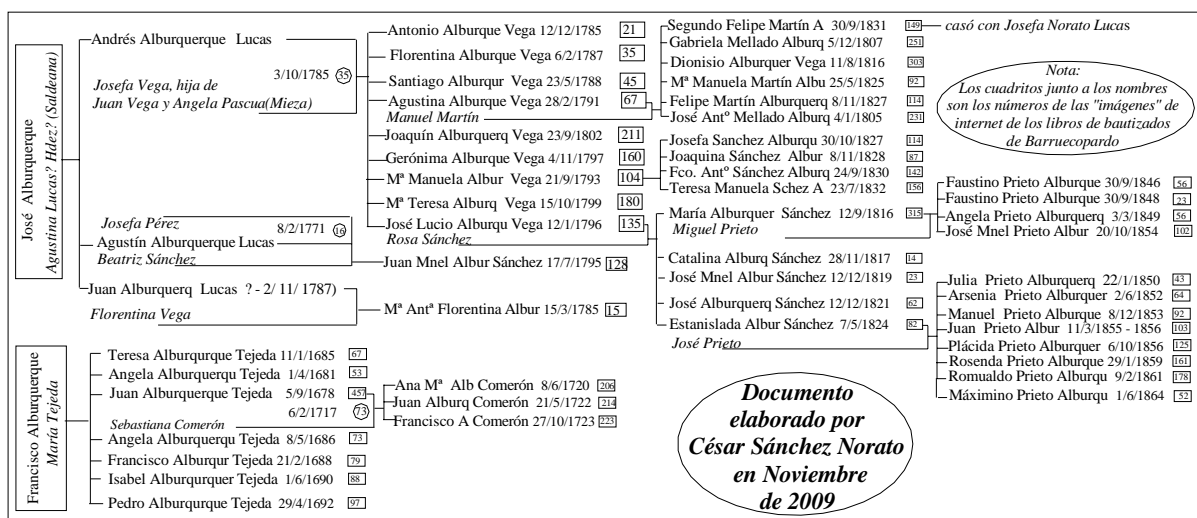 José Alburquerque
Agustina Lucas? Hdez? (Saldeana)
Andrés Alburquerque Lucas
3/10/1785 35
Josefa Vega, hija de
Juan Vega y Angela Pascua(Mieza)
Josefa Pérez
8/2/1771 16
Agustín Alburquerque Lucas
Beatriz Sánchez
Juan Alburquerq Lucas ? - 2/ 11/ 1787)
Florentina Vega
Antonio Alburque Vega 12/12/1785 21
Florentina Alburque Vega 6/2/1787 35
Santiago Alburqur Vega 23/5/1788 45
Agustina Alburque Vega 28/2/1791 67
Manuel Martín
Joaquín Alburquerq Vega 23/9/1802 211
Gerónima Alburque Vega 4/11/1797 160
Mª Manuela Albur Vega 21/9/1793 104
Mª Teresa Alburq Vega 15/10/1799 180
José Lucio Alburqu Vega 12/1/1796 135
Rosa Sánchez
Juan Mnel Albur Sánchez 17/7/1795 128
Mª Antª Florentina Albur 15/3/1785 15
Segundo Felipe Martín A 30/9/1831 149 casó con Josefa Norato Lucas
Gabriela Mellado Alburq 5/12/1807 251
Dionisio Alburquer Vega 11/8/1816 303
Mª Manuela Martín Albu 25/5/1825 92
Felipe Martín Alburquerq 8/11/1827 114
José Antº Mellado Alburq 4/1/1805 231
Josefa Sanchez Alburqu 30/10/1827 114
Joaquina Sánchez Albur 8/11/1828 87
Fco. Antº Sánchez Alburq 24/9/1830 142
Teresa Manuela Schez A 23/7/1832 156
María Alburquer Sánchez 12/9/1816 315
Miguel Prieto
Catalina Alburq Sánchez 28/11/1817 14
José Mnel Albur Sánchez 12/12/1819 23
José Alburquerq Sánchez 12/12/1821 62
Estanislada Albur Sánchez 7/5/1824 82
José Prieto
Nota:
Los cuadritos junto a los nombres
son los números de las "imágenes" de
internet de los libros de bautizados
de Barruecopardo
Faustino Prieto Alburque 30/9/1846 56
Faustino Prieto Alburque 30/9/1848 23
Angela Prieto Alburquerq 3/3/1849 56
José Mnel Prieto Albur 20/10/1854 102
Julia Prieto Alburquerq 22/1/1850 43
Arsenia Prieto Alburquer 2/6/1852 64
Manuel Prieto Alburque 8/12/1853 92
Juan Prieto Albur 11/3/1855 - 1856 103
Plácida Prieto Alburquer 6/10/1856 125
Rosenda Prieto Alburque 29/1/1859 161
Romualdo Prieto Alburqu 9/2/1861 178
Máximino Prieto Alburqu 1/6/1864 52
Francisco Alburquerque
María Tejeda
Teresa Alburqurque Tejeda 11/1/1685 67
Angela Alburquerqu Tejeda 1/4/1681 53
Juan Alburquerque Tejeda 5/9/1678 457
6/2/1717 73
Sebastiana Comerón
Angela Alburquerqu Tejeda 8/5/1686 73
Francisco Alburqur Tejeda 21/2/1688 79
Isabel Alburqurquer Tejeda 1/6/1690 88
Pedro Alburqurque Tejeda 29/4/1692 97
Ana Mª Alb Comerón 8/6/1720 206
Juan Alburq Comerón 21/5/1722 214
Francisco A Comerón 27/10/1723 223
Documento
elaborado por
César Sánchez Norato
en Noviembre
de 2009